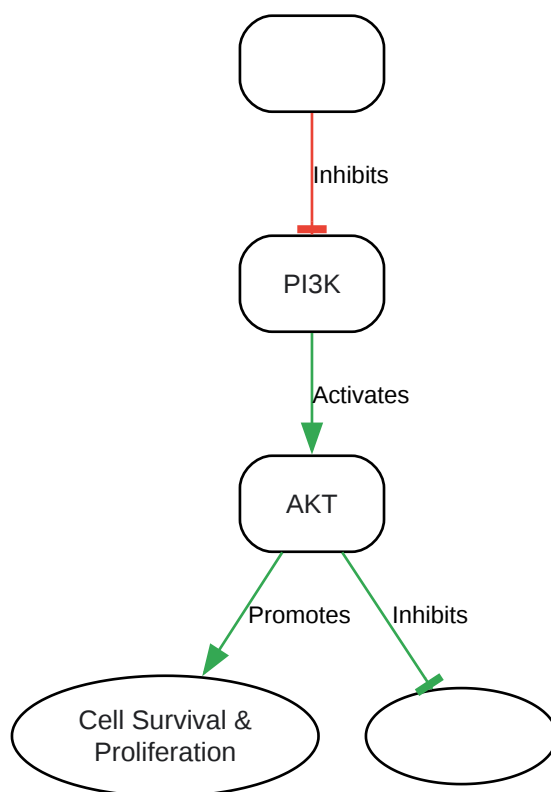 Inhibits
PI3K
Activates
AKT
Promotes
Inhibits
Cell Survival &
Proliferation